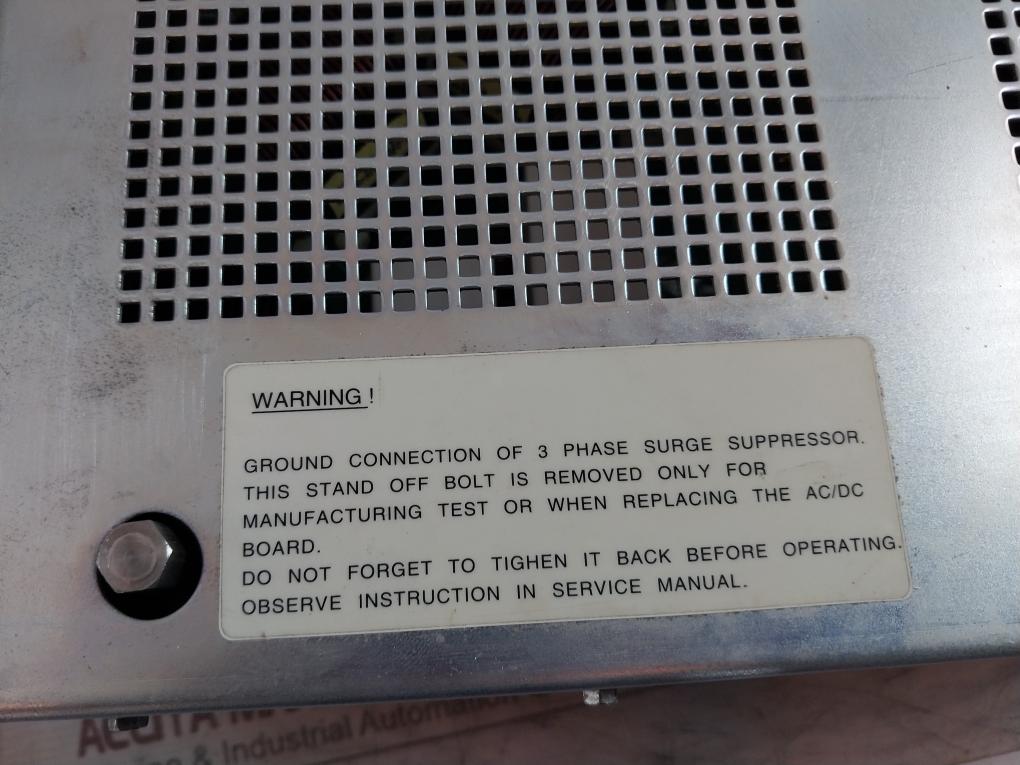 WARNING !
GROUND CONNECTION OF 3 PHASE SURGE SUPPRESSOR.
THIS STAND OFF BOLT IS REMOVED ONLY FOR
MANUFACTURING TEST OR WHEN REPLACING THE AC/DC
BOARD.
DO NOT FORGET TO TIGHEN IT BACK BEFORE OPERATING.
OBSERVE INSTRUCTION IN SERVICE MANUAL.
& Industrial Automation